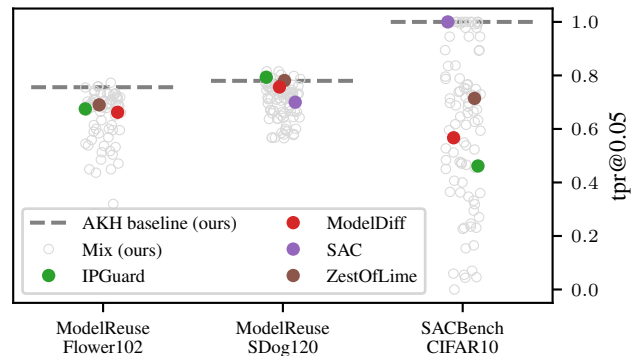 1.0
0.8
0.6
0.4
0.2
0.0
tpr@0.05
AKH baseline (ours)
Mix (ours)
IPGuard
ModelDiff
SAC
ZestOfLime
ModelReuse
Flower102
ModelReuse
SDog120
SACBench
CIFAR10